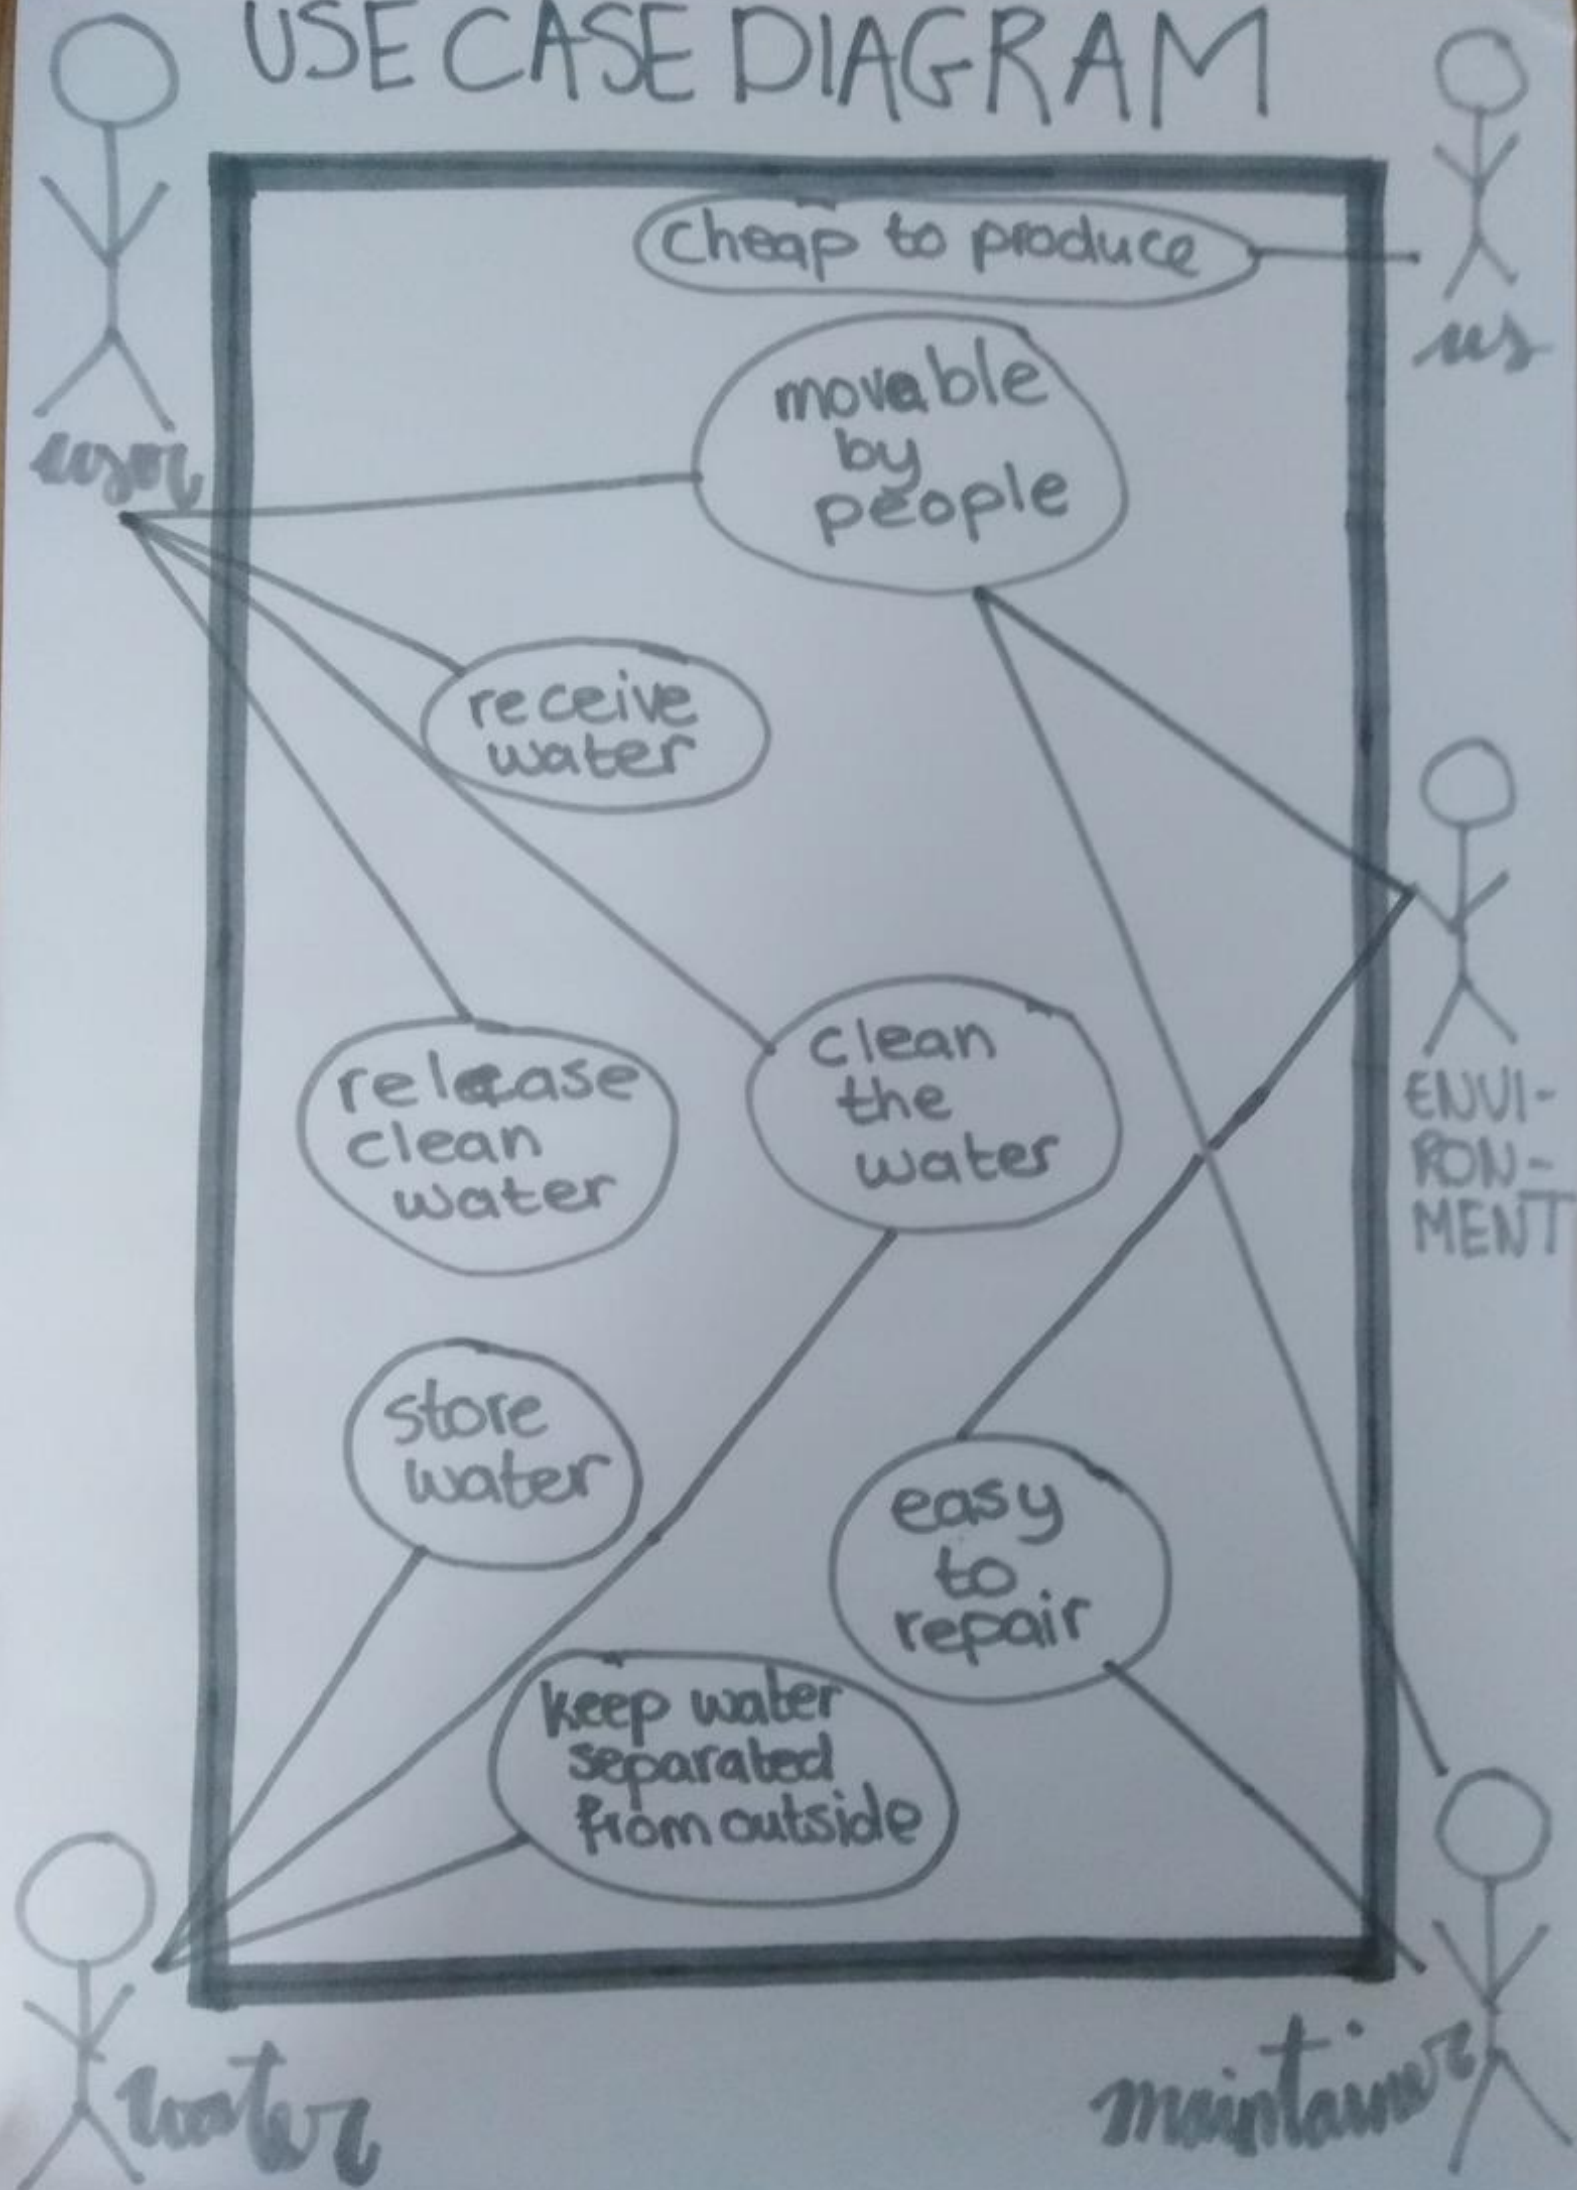 USE CASE DIAGRAM
cheap to produce
us
movable
by
people
user
receive
water
clean
the
water
release
clean
water
ENVI-
RON-
MENT
store
water
easy
to
repair
keep water
separated
from outside
water
maintainer